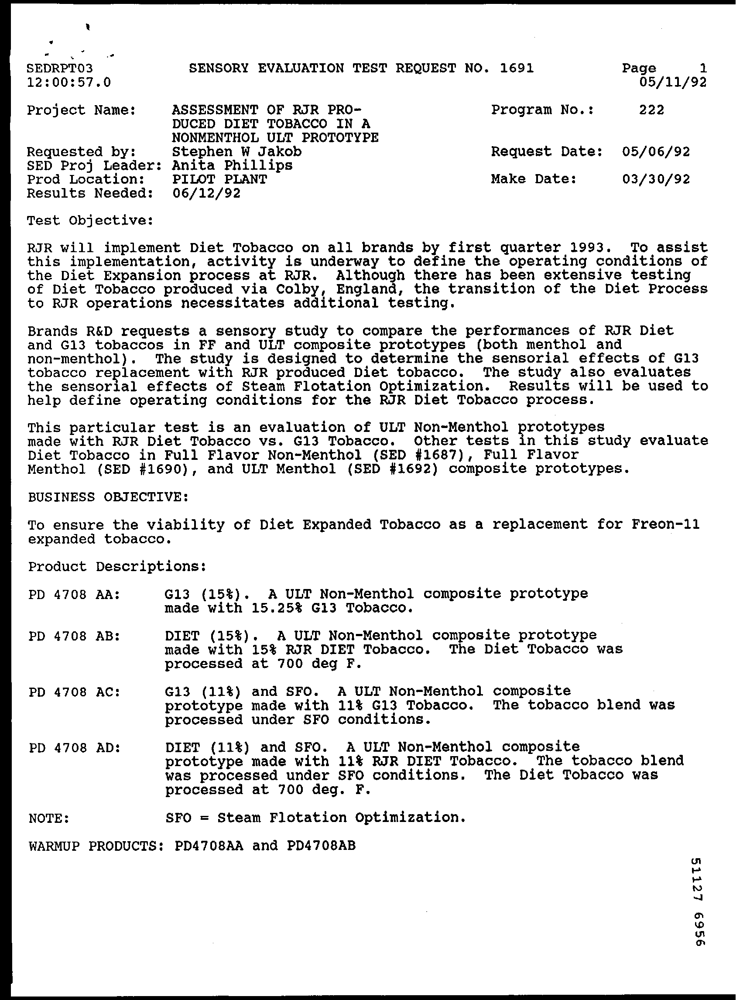 SEDRPT03 SENSORY EVALUATION TEST REQUEST NO. 1691 Page 1
12:00:57.0 05/11/92
Project Name: ASSESSMENT OF RJR PRO- Program No.: 222
DUCED DIET TOBACCO IN A
NONMENTHOL ULT PROTOTYPE
Requested by: Stephen W Jakob Request Date: 05/06/92
SED Proj Leader: Anita Phillips
Prod Location: PILOT PLANT Make Date: 03/30/92
Results Needed: 06/12/92
Test Objective:
RJR will implement Diet Tobacco on all brands by first quarter 1993. To assist
this implementation, activity is underway to define the operating conditions of
the Diet Expansion process at RJR. Although there has been extensive testing
of Diet Tobacco produced via Colby, England, the transition of the Diet Process
to RJR operations necessitates additional testing.
Brands R&D requests a sensory study to compare the performances of RJR Diet
and G13 tobaccos in FF and ULT composite prototypes (both menthol and
non-menthol). The study is designed to determine the sensorial effects of G13
tobacco replacement with RJR produced Diet tobacco. The study also evaluates
the sensorial effects of Steam Flotation Optimization. Results will be used to
help define operating conditions for the RJR Diet Tobacco process.
This particular test is an evaluation of ULT Non-Menthol prototypes
made with RJR Diet Tobacco vs. G13 Tobacco. Other tests in this study evaluate
Diet Tobacco in Full Flavor Non-Menthol (SED #1687), Full Flavor
Menthol (SED #1690), and ULT Menthol (SED #1692) composite prototypes.
BUSINESS OBJECTIVE:
To ensure the viability of Diet Expanded Tobacco as a replacement for Freon-11
expanded tobacco.
Product Descriptions:
PD 4708 AA: G13 (15%). A ULT Non-Menthol composite prototype
made with 15.25% G13 Tobacco.
PD 4708 AB: DIET (15%). A ULT Non-Menthol composite prototype
made with 15% RJR DIET Tobacco. The Diet Tobacco was
processed at 700 deg F.
PD 4708 AC: G13 (11%) and SFO. A ULT Non-Menthol composite
prototype made with 11% G13 Tobacco. The tobacco blend was
processed under SFO conditions.
PD 4708 AD: DIET (11%) and SFO. A ULT Non-Menthol composite
prototype made with 11% RJR DIET Tobacco. The tobacco blend
was processed under SFO conditions. The Diet Tobacco was
processed at 700 deg. F.
NOTE: SFO = Steam Flotation Optimization.
WARMUP PRODUCTS: PD4708AA and PD4708AB
51127 6956